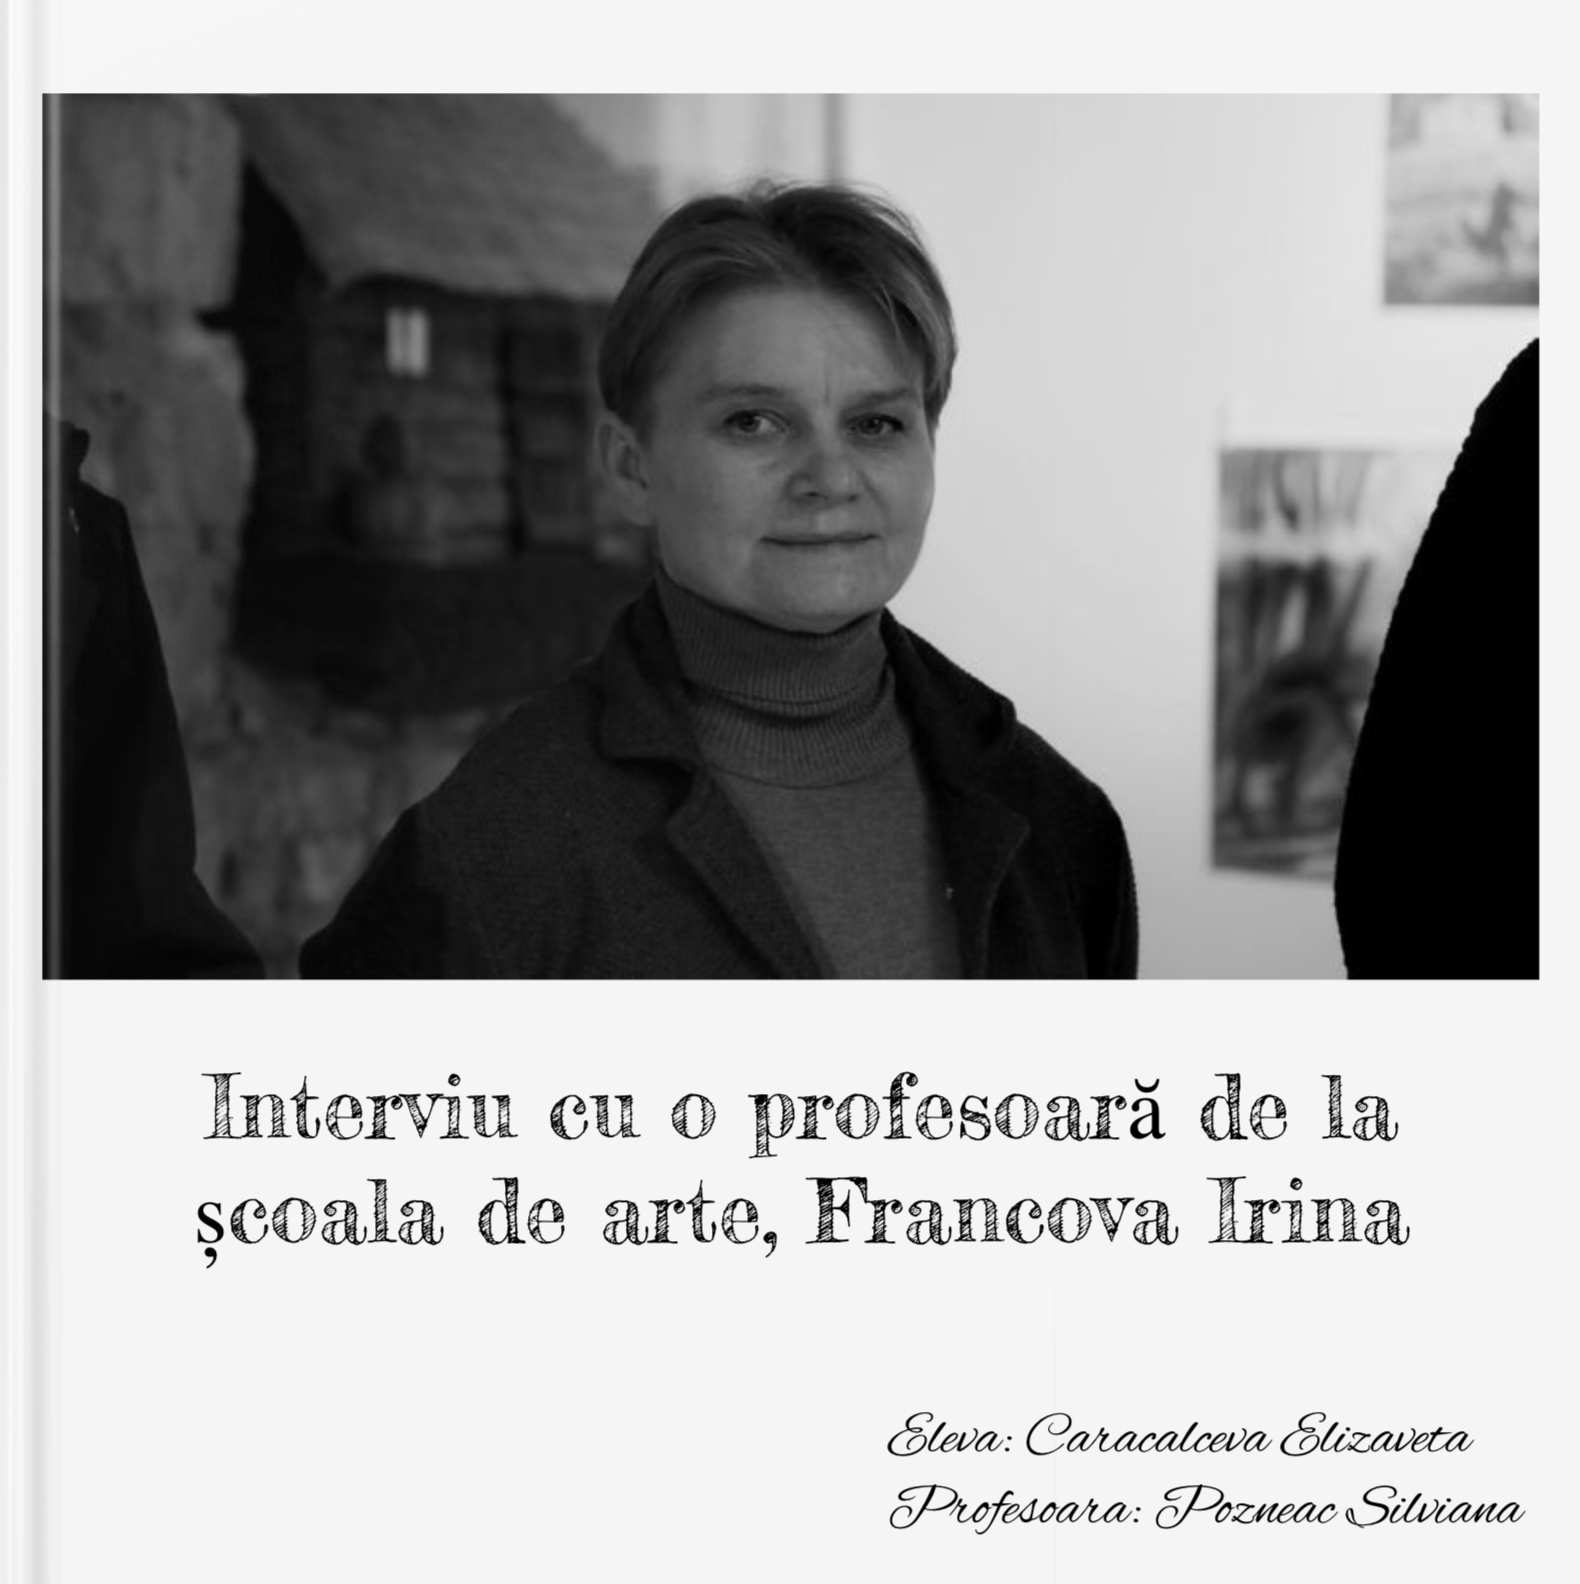 Interviu cu o profesoară de la
școala de arte, Francova Irina
Eleva: Caracalceva Elizaveta
Profesoara: Pozneac Silviana